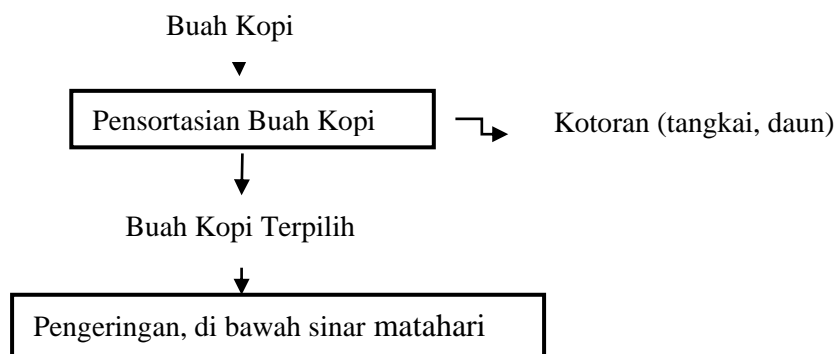 Buah Kopi
Pensortasian Buah Kopi
Kotoran (tangkai, daun)
Buah Kopi Terpilih
Pengeringan, di bawah sinar matahari